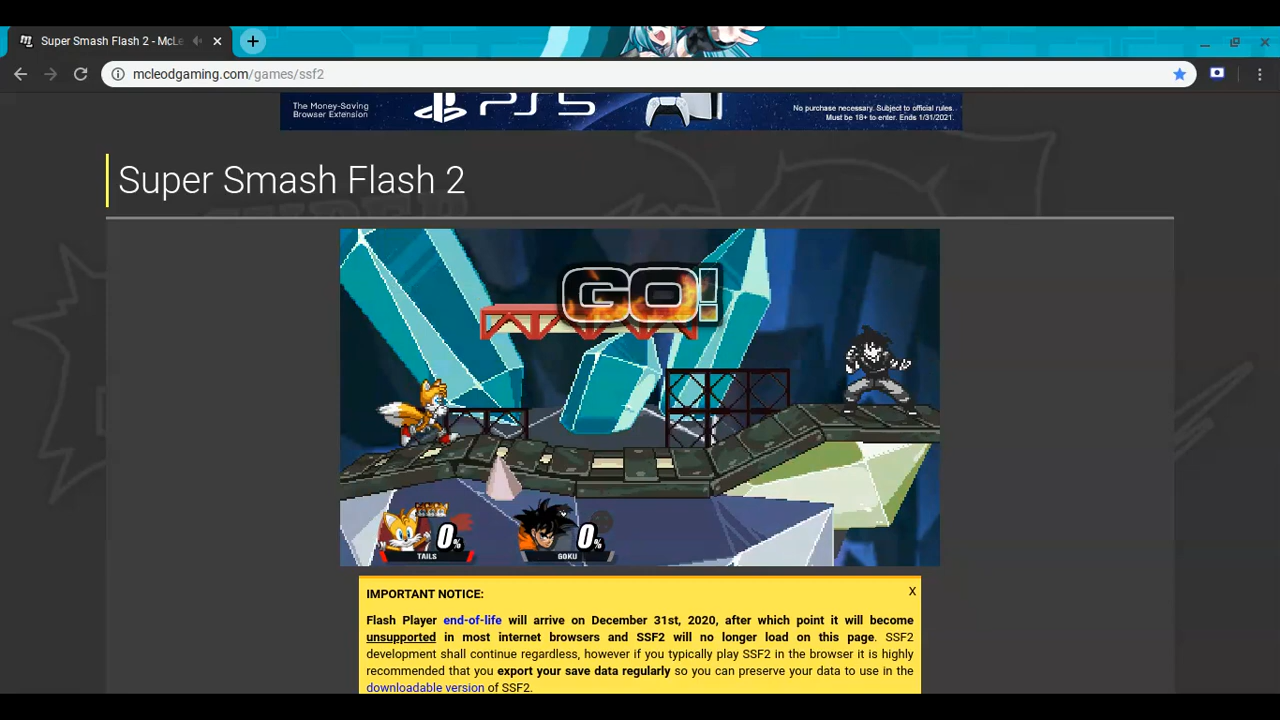 Super Smash Flash 2 - McLe
mcleodgaming.com/games/ssf2
The Money-Saving
Browser Extension
PS5
No purchase necessary. Subject to official rules.
Must be 18+ to enter. Ends 1/31/2021.
Super Smash Flash 2
GO!
0%
TAILS
0%
GOKU
IMPORTANT NOTICE:
X
Flash Player end-of-life will arrive on December 31st, 2020, after which point it will become
unsupported in most internet browsers and SSF2 will no longer load on this page. SSF2
development shall continue regardless, however if you typically play SSF2 in the browser it is highly
recommended that you export your save data regularly so you can preserve your data to use in the
downloadable version of SSF2.